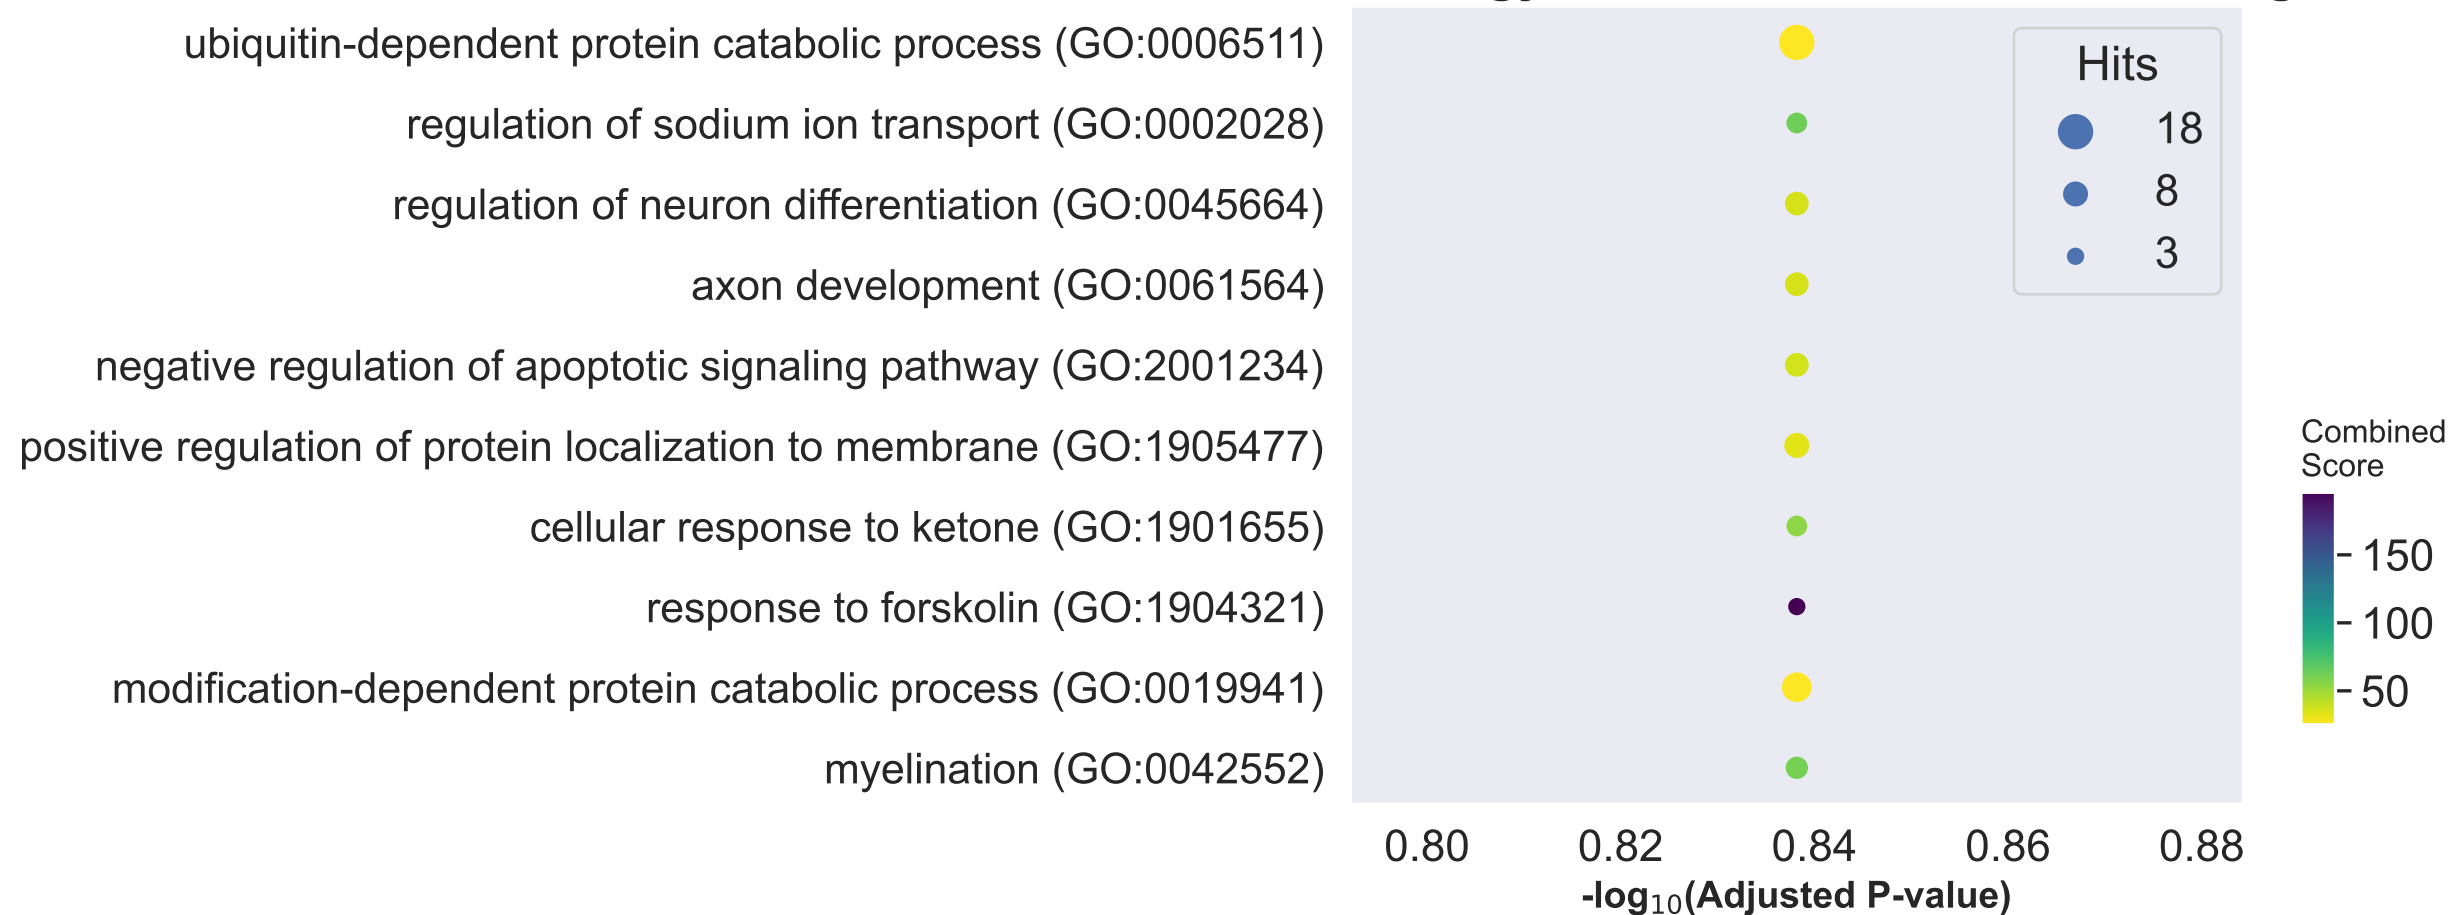 ubiquitin-dependent protein catabolic process (GO:0006511)
regulation of sodium ion transport (GO:0002028)
regulation of neuron differentiation (GO:0045664)
axon development (GO:0061564)
negative regulation of apoptotic signaling pathway (GO:2001234)
positive regulation of protein localization to membrane (GO:1905477)
cellular response to ketone (GO:1901655)
response to forskolin (GO:1904321)
modification-dependent protein catabolic process (GO:0019941)
myelination (GO:0042552)
Hits
18
8
3
Combined
Score
150
100
50
0.80 0.82 0.84 0.86 0.88
-log10(Adjusted P-value)